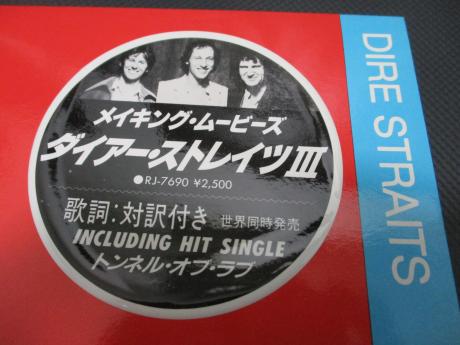 メイキング・ムービーズ
ダイアー・ストレイツIII
●RJ-7690 ¥2,500
歌詞:対訳付き 世界同時発売
INCLUDING HIT SINGLE
トンネル・オブ・ラブ
DIRE STRAITS